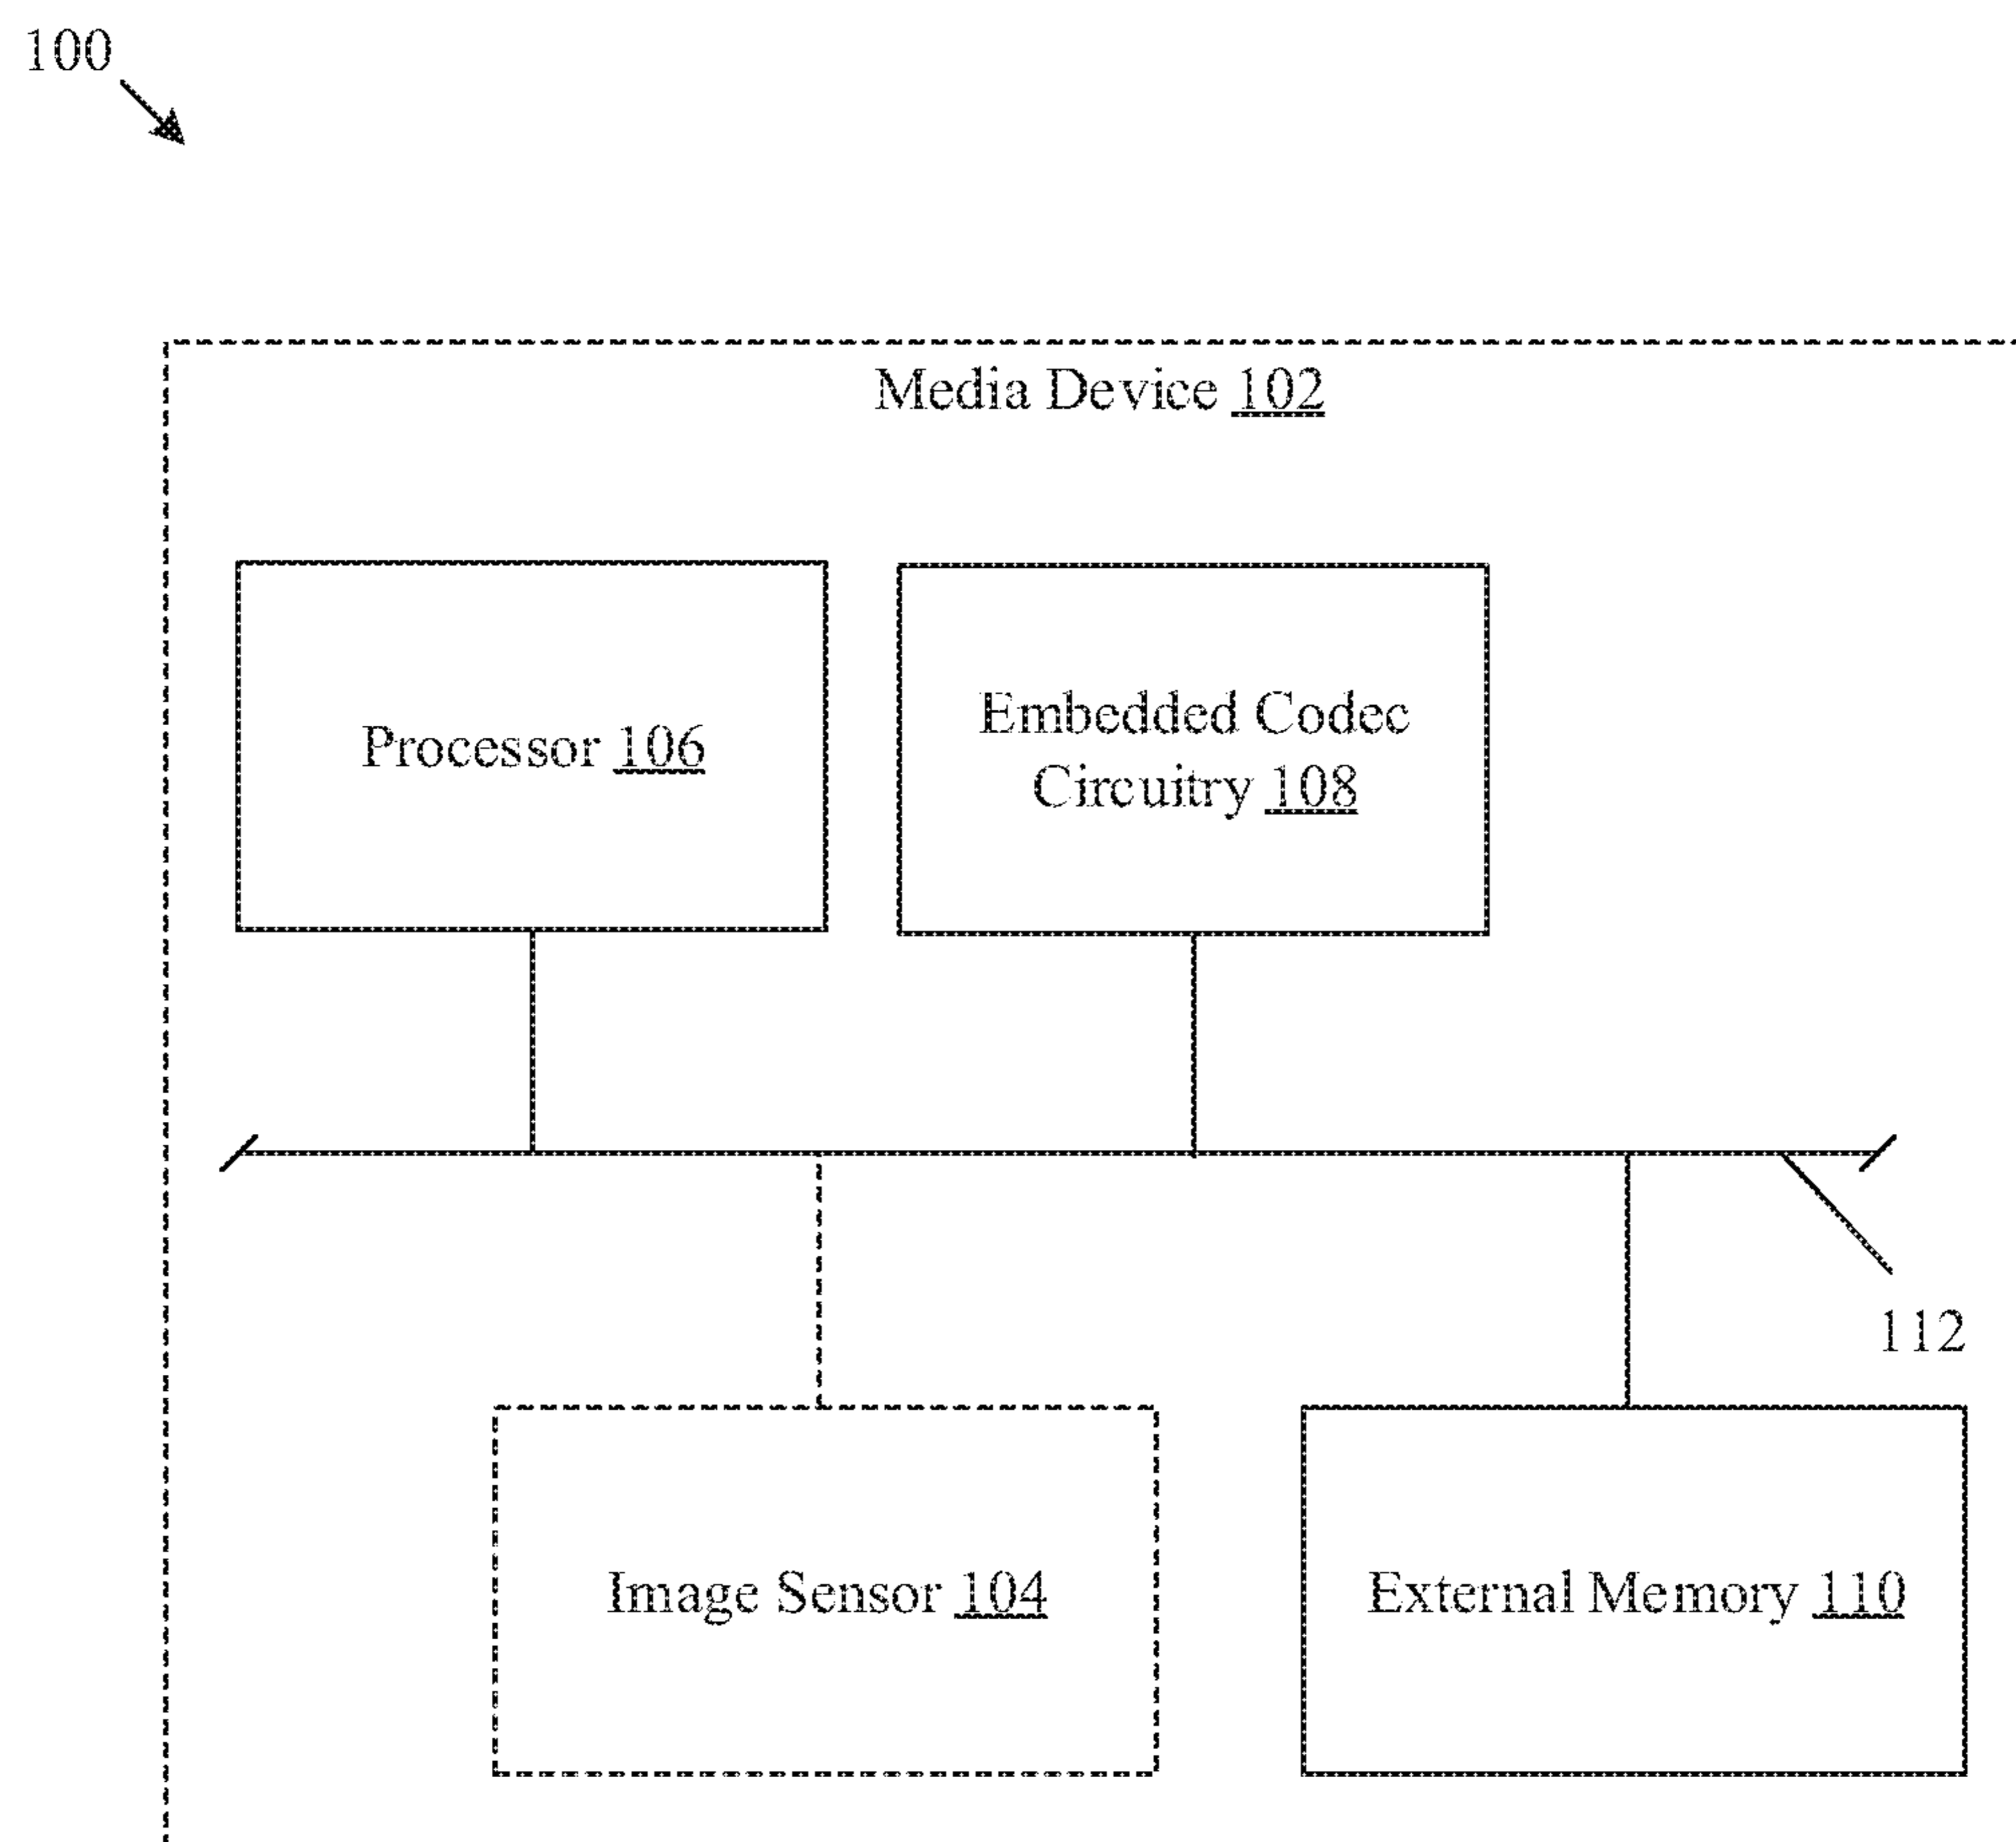 100
Media Device 102
Processor 106
Embedded Codec
Circuitry 108
112
Image Sensor 104
External Memory 110